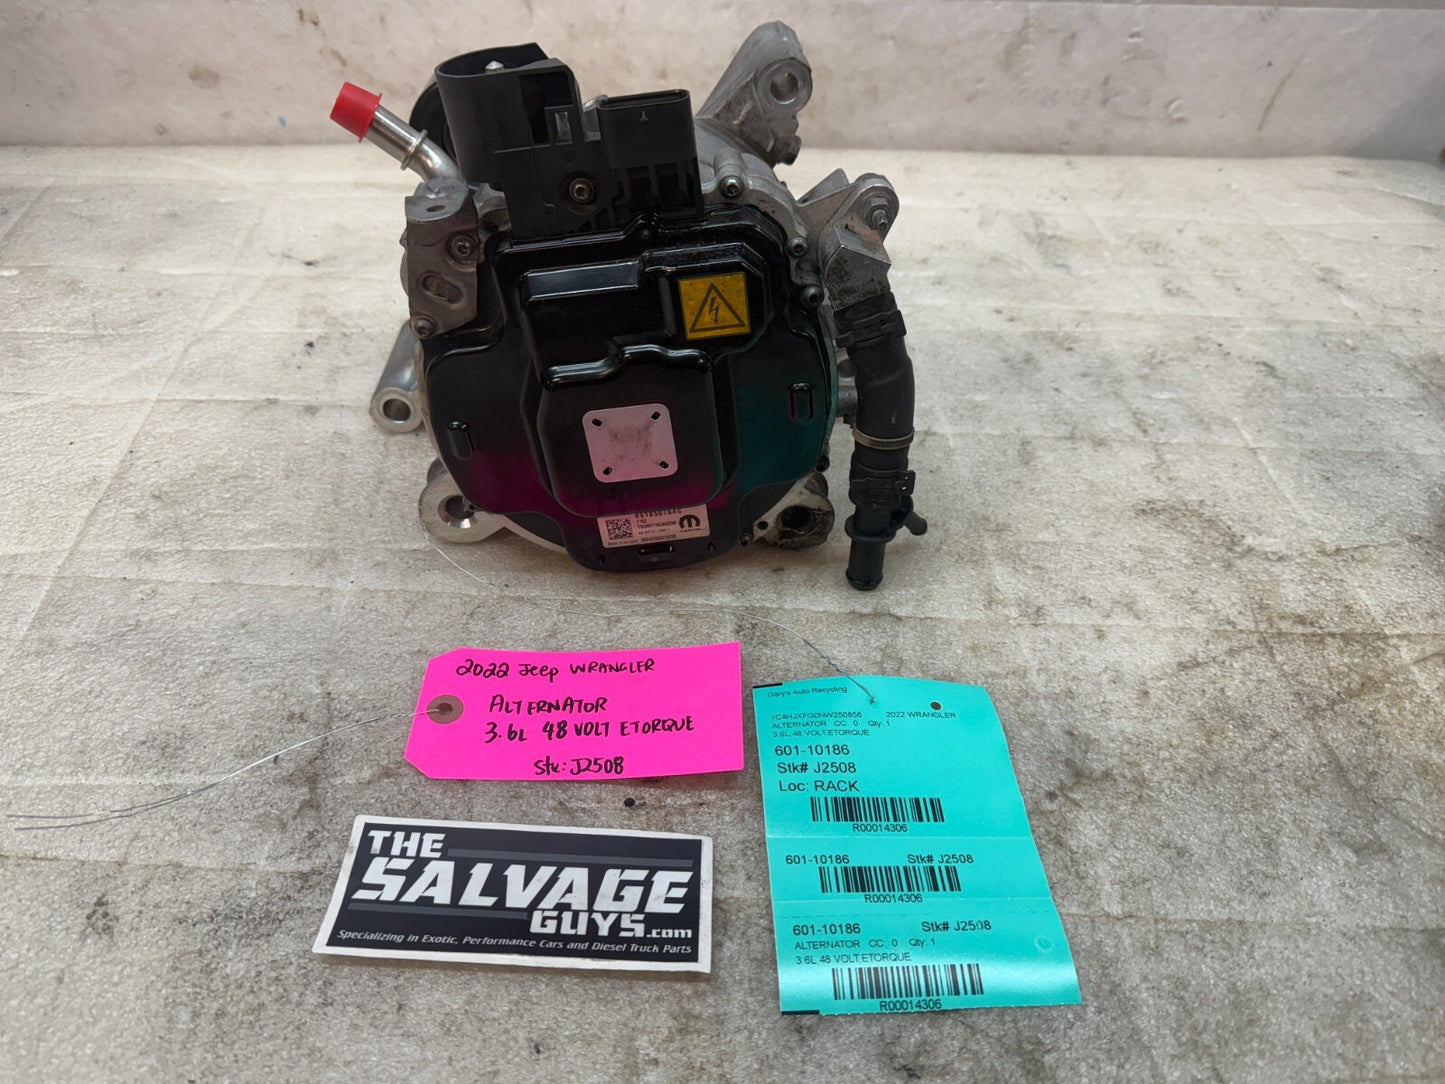 2022 Jeep WRANGLER
ALTERNATOR
3.6L 48 VOLT ETORQUE
Stk: J2508
Gary's Auto Recycling
1C4HJXFG0NW250856 2022 WRANGLER
ALTERNATOR CC: 0 Qty: 1
3.6L,48 VOLT,ETORQUE
601-10186
Stk# J2508
Loc: RACK
R00014306
601-10186 Stk# J2508
R00014306
601-10186 Stk# J2508
ALTERNATOR CC: 0 Qty: 1
3.6L,48 VOLT,ETORQUE
R00014306
THE
SALVAGE
GUYS.com
Specializing in Exotic, Performance Cars and Diesel Truck Parts